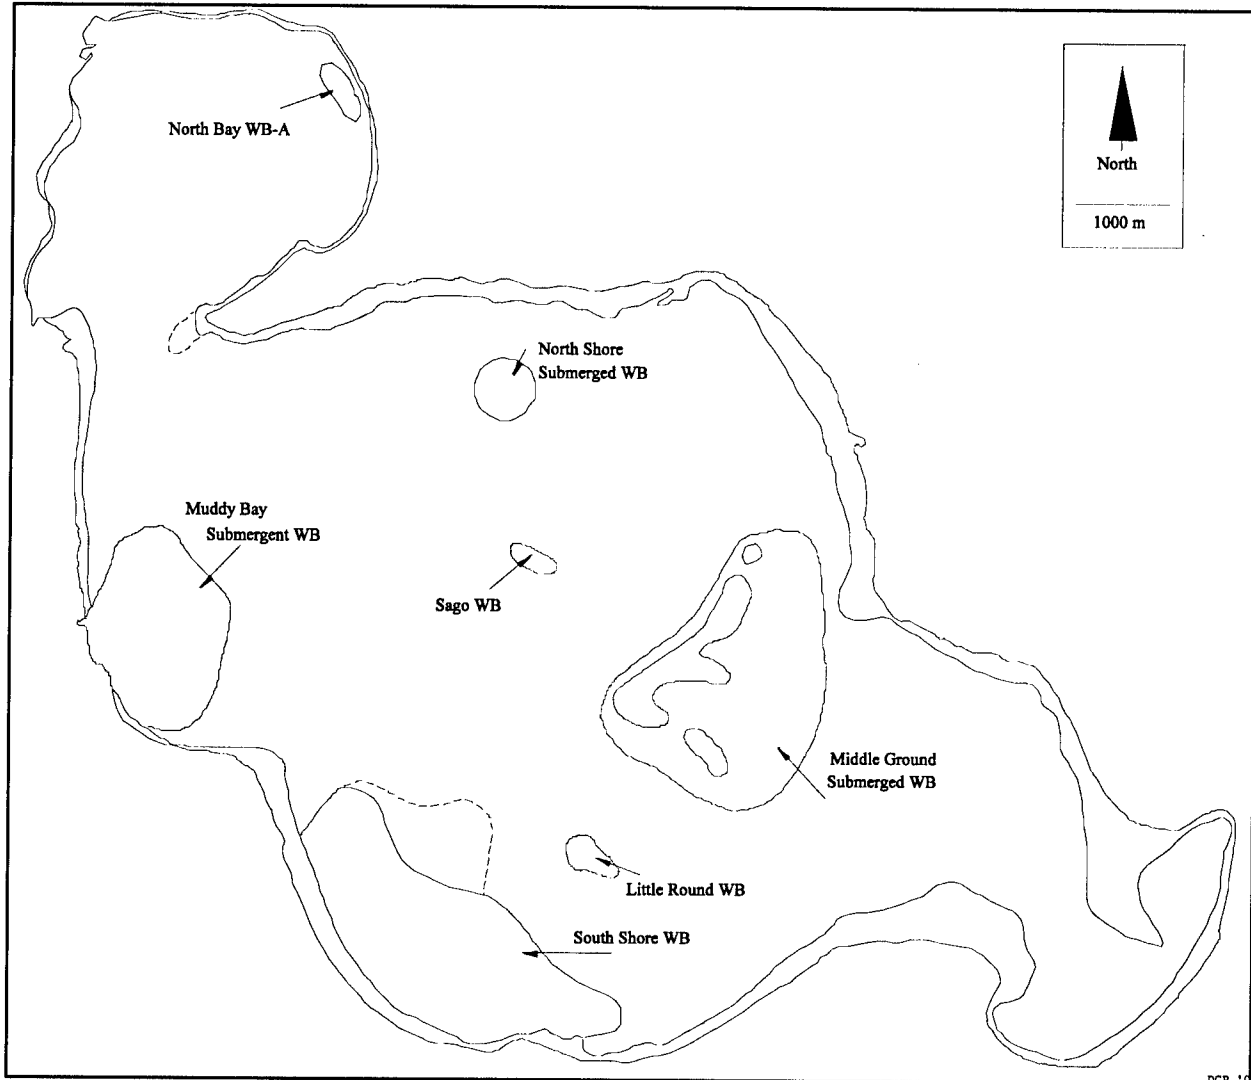 North Bay WB-A
North
1000 m
North Shore
Submerged WB
Muddy Bay
Submergent WB
Sago WB
Middle Ground
Submerged WB
Little Round WB
South Shore WB